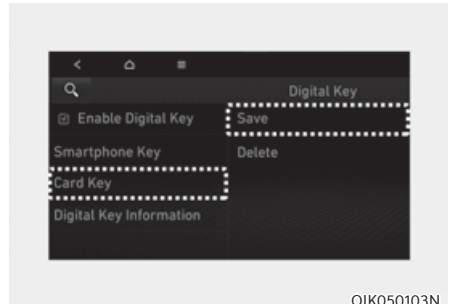 Digital Key
Enable Digital Key
Save
Smartphone Key
Delete
Card Key
Digital Key Information
OIK050103N